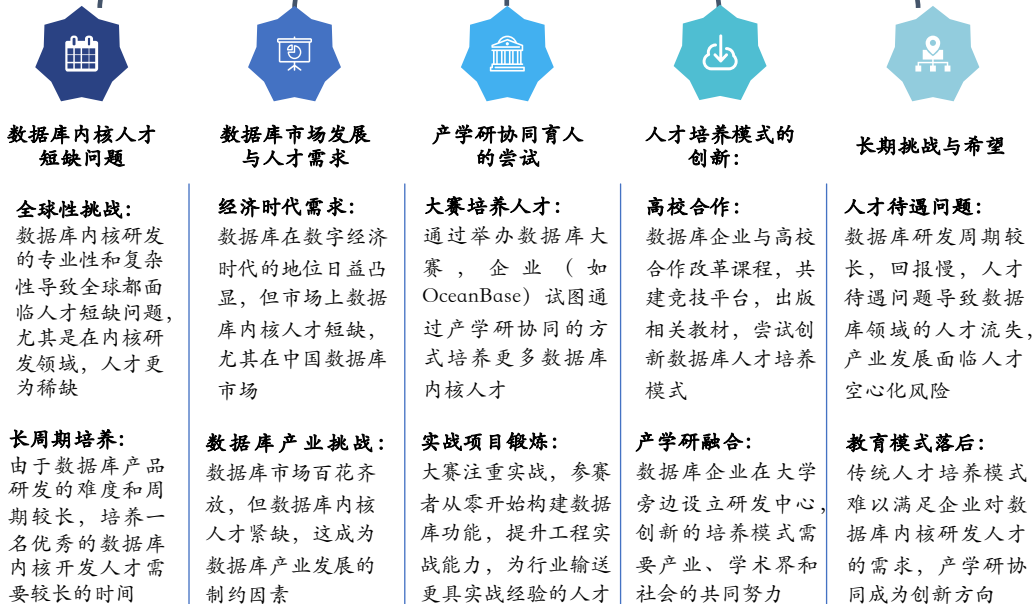 数据库内核人才
短缺问题
全球性挑战：
数据库内核研发
的专业性和复杂
性导致全球都面
临人才短缺问题，
尤其是在内核研
发领域，人才更
为稀缺
长周期培养：
由于数据库产品
研发的难度和周
期较长，培养一
名优秀的数据库
内核开发人才需
要较长的时间
数据库市场发展
与人才需求
经济时代需求：
数据库在数字经济
时代的地位日益凸
显，但市场上数据
库内核人才短缺，
尤其在中国数据库
市场
数据库产业挑战：
数据库市场百花齐
放，但数据库内核
人才紧缺，这成为
数据库产业发展的
制约因素
产学研协同育人
的尝试
大赛培养人才：
通过举办数据库大
赛，企业（如
OceanBase）试图通
过产学研协同的方
式培养更多数据库
内核人才
实战项目锻炼：
大赛注重实战，参赛
者从零开始构建数据
库功能，提升工程实
战能力，为行业输送
更具实战经验的人才
人才培养模式的
创新：
高校合作：
数据库企业与高校
合作改革课程，共
建竞技平台，出版
相关教材，尝试创
新数据库人才培养
模式
产学研融合：
数据库企业在大学
旁边设立研发中心，
创新的培养模式需
要产业、学术界和
社会的共同努力
长期挑战与希望
人才待遇问题：
数据库研发周期较
长，回报慢，人才
待遇问题导致数据
库领域的人才流失，
产业发展面临人才
空心化风险
教育模式落后：
传统人才培养模式
难以满足企业对数
据库内核研发人才
的需求，产学研协
同成为创新方向